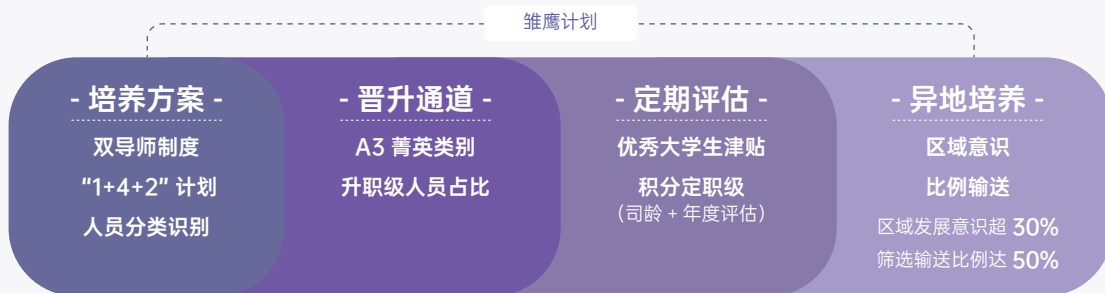 雏鹰计划
- 培养方案 -
双导师制度
"1+4+2" 计划
人员分类识别
- 晋升通道 -
A3 菁英类别
升职级人员占比
- 定期评估 -
优秀大学生津贴
积分定职级
（司龄 + 年度评估）
- 异地培养 -
区域意识
比例输送
区域发展意识超 30%
筛选输送比例达 50%